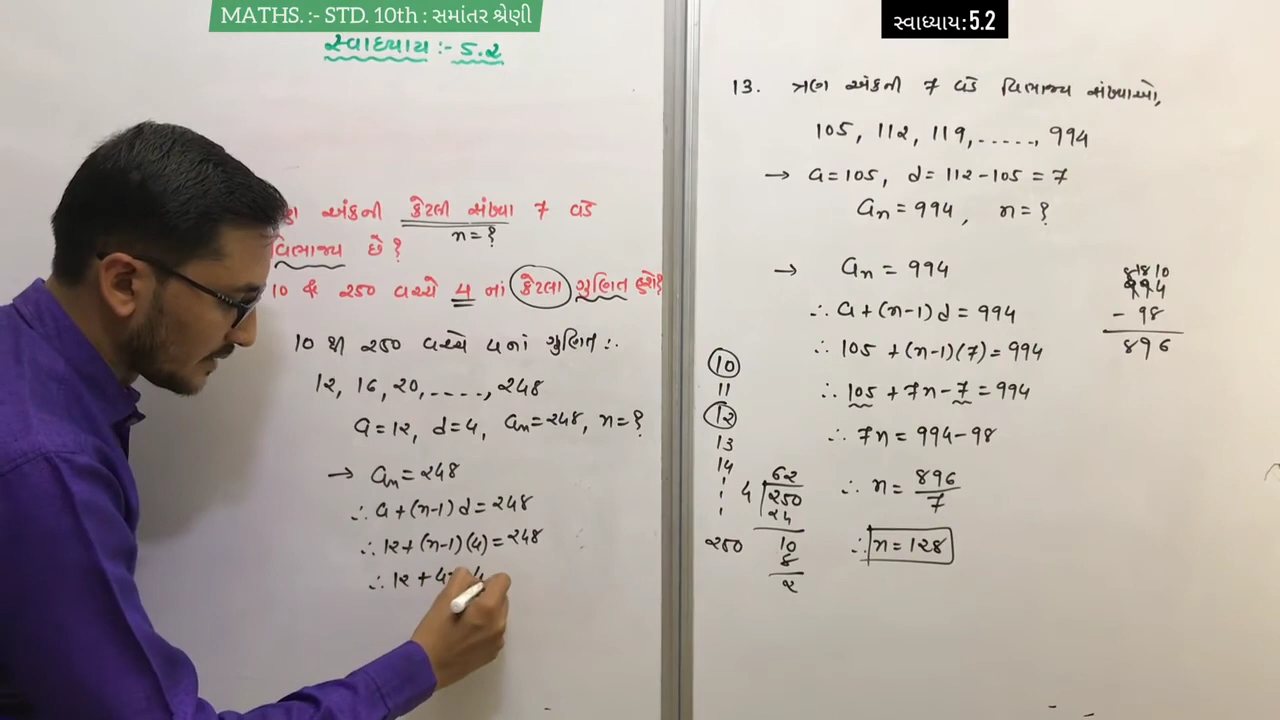 MATHS. :- STD. 10th : સમાંતર શ્રેણી
સ્વાધ્યાય :- 5.2
અંકની કેટલી સંખ્યા 7 વડે
n = ?
વિભાજ્ય છે?
10 થી 250 વચ્ચે 4 નાં કેટલા ગુણિત હશે?
10 થી 250 વચ્ચે 4નાં ગુણિત :.
12, 16, 20, ....., 248
a = 12, d = 4, an = 248, n = ?
→ an = 248
∴ a + (n-1) d = 248
∴ 12 + (n-1) (4) = 248
∴ 12 + 4
સ્વાધ્યાય: 5.2
13. ત્રણ અંકની 7 વડે વિભાજ્ય સંખ્યાઓ,
105, 112, 119, ....., 994
→ a = 105, d = 112 - 105 = 7
an = 994, n = ?
→ an = 994
∴ a + (n-1) d = 994
∴ 105 + (n-1) (7) = 994
∴ 105 + 7n - 7 = 994
∴ 7n = 994 - 98
∴ n = 896/7
∴ n = 128
8 18 10
994
- 98
896
10
11
12
13
14
250
62
4 250
24
10
8
2